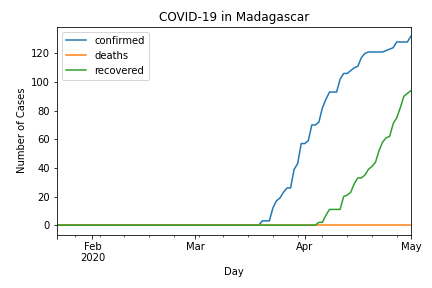 COVID-19 in Madagascar
confirmed
deaths
recovered
Number of Cases
120
100
80
60
40
20
0
Feb
2020
Mar
Apr
May
Day